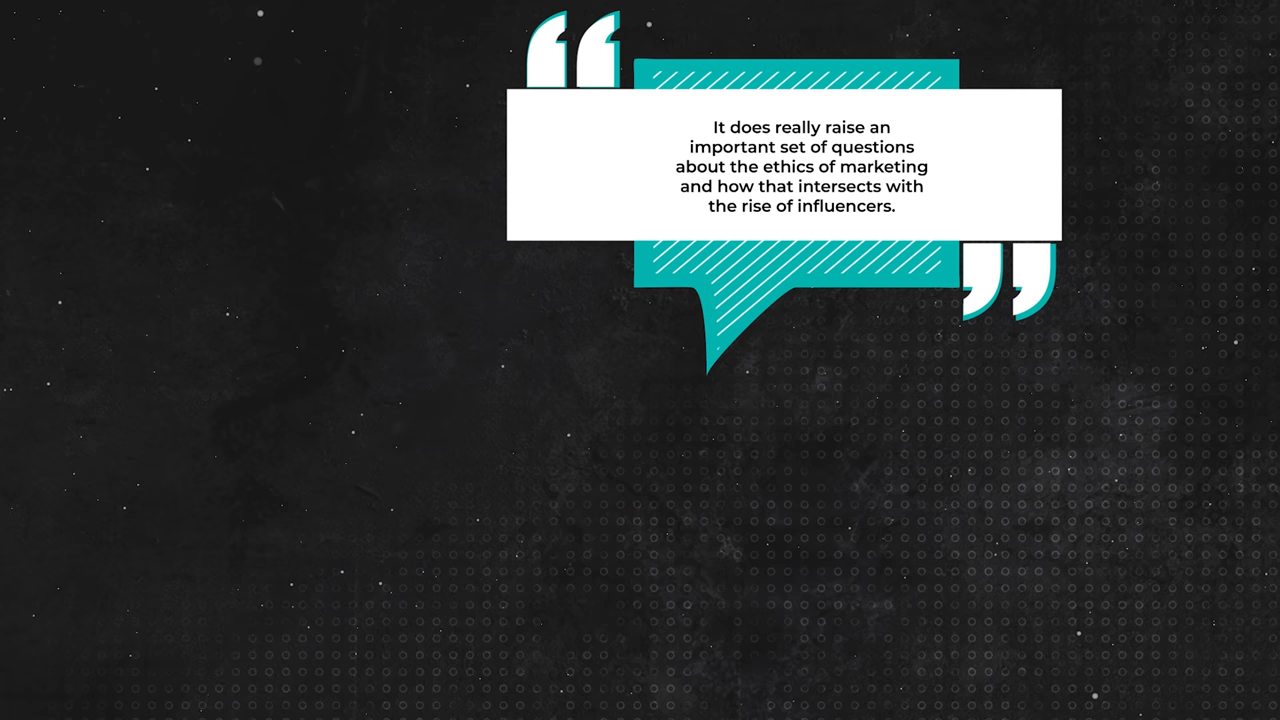 It does really raise an
important set of questions
about the ethics of marketing
and how that intersects with
the rise of influencers.